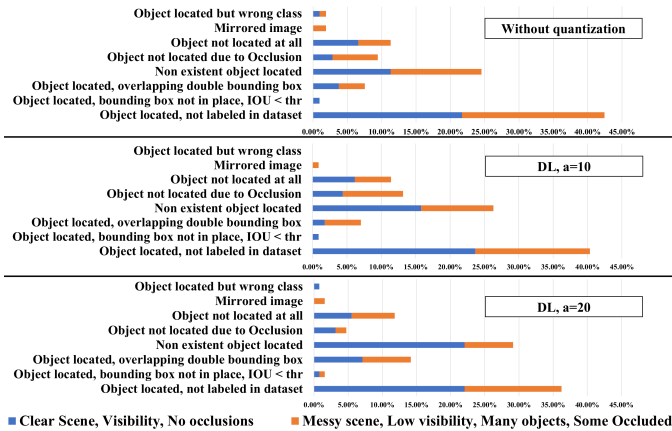 Object located but wrong class
Mirrored image
Without quantization
Object not located at all
Object not located due to Occlusion
Non existent object located
Object located, overlapping double bounding box
Object located, bounding box not in place, IOU < thr
Object located, not labeled in dataset
0.00% 5.00% 10.00% 15.00% 20.00% 25.00% 30.00% 35.00% 40.00% 45.00%
Object located but wrong class
Mirrored image
DL, a=10
Object not located at all
Object not located due to Occlusion
Non existent object located
Object located, overlapping double bounding box
Object located, bounding box not in place, IOU < thr
Object located, not labeled in dataset
0.00% 5.00% 10.00% 15.00% 20.00% 25.00% 30.00% 35.00% 40.00% 45.00%
Object located but wrong class
Mirrored image
DL, a=20
Object not located at all
Object not located due to Occlusion
Non existent object located
Object located, overlapping double bounding box
Object located, bounding box not in place, IOU < thr
Object located, not labeled in dataset
0.00% 5.00% 10.00% 15.00% 20.00% 25.00% 30.00% 35.00% 40.00% 45.00%
Clear Scene, Visibility, No occlusions
Messy scene, Low visibility, Many objects, Some Occluded